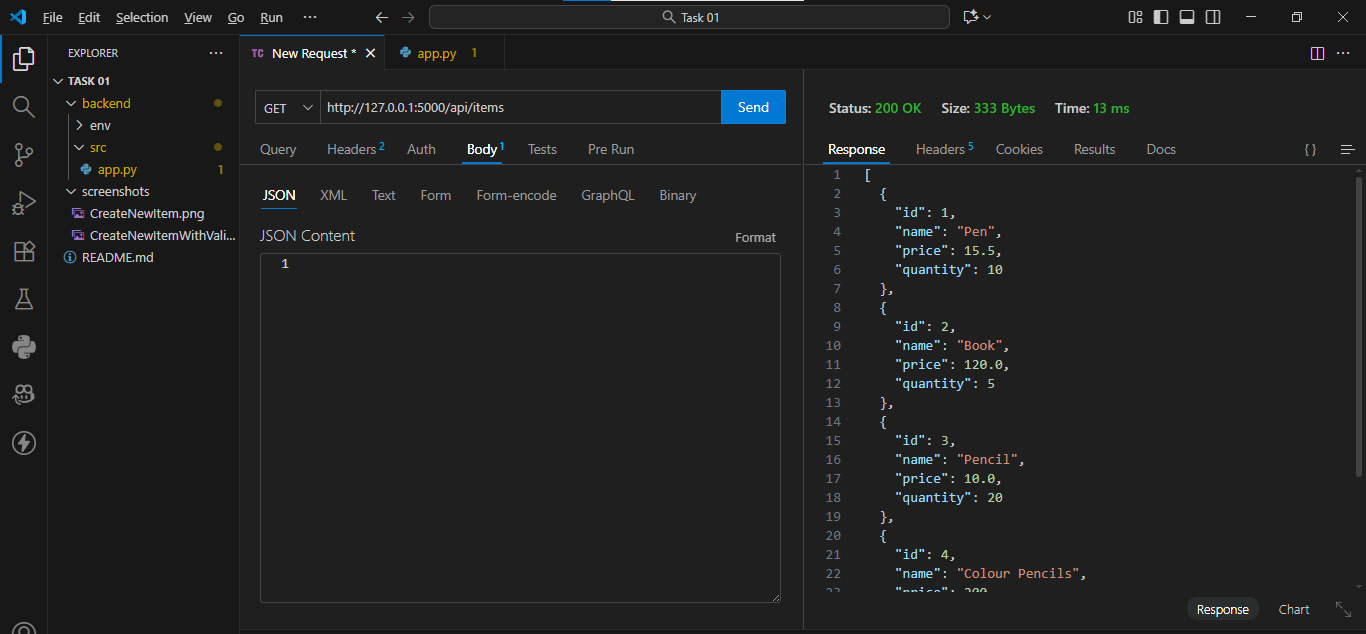 File Edit Selection View Go Run ··· Task 01
EXPLORER ···
TASK 01
backend
env
src
app.py 1
screenshots
CreateNewItem.png
CreateNewItemWithVali...
README.md
TC New Request * app.py 1
GET http://127.0.0.1:5000/api/items Send
Query Headers 2 Auth Body 1 Tests Pre Run
JSON XML Text Form Form-encode GraphQL Binary
JSON Content Format
1
Status: 200 OK Size: 333 Bytes Time: 13 ms
Response Headers 5 Cookies Results Docs { }
1 [
2 {
3 "id": 1,
4 "name": "Pen",
5 "price": 15.5,
6 "quantity": 10
7 },
8 {
9 "id": 2,
10 "name": "Book",
11 "price": 120.0,
12 "quantity": 5
13 },
14 {
15 "id": 3,
16 "name": "Pencil",
17 "price": 10.0,
18 "quantity": 20
19 },
20 {
21 "id": 4,
22 "name": "Colour Pencils",
Response Chart